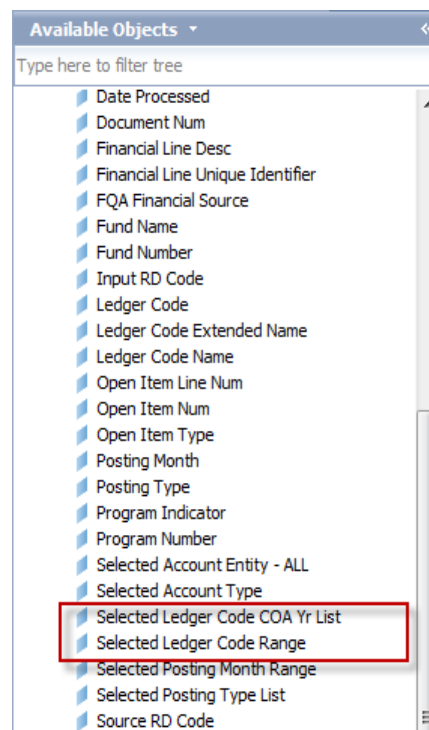 Available Objects
Type here to filter tree
Date Processed
Document Num
Financial Line Desc
Financial Line Unique Identifier
FQA Financial Source
Fund Name
Fund Number
Input RD Code
Ledger Code
Ledger Code Extended Name
Ledger Code Name
Open Item Line Num
Open Item Num
Open Item Type
Posting Month
Posting Type
Program Indicator
Program Number
Selected Account Entity - ALL
Selected Account Type
Selected Ledger Code COA Yr List
Selected Ledger Code Range
Selected Posting Month Range
Selected Posting Type List
Source RD Code